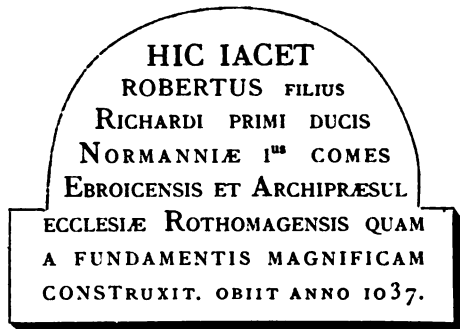 HIC IACET
ROBERTUS FILIUS
RICHARDI PRIMI DUCIS
NORMANNIÆ I^us COMES
EBROICENSIS ET ARCHIPRÆSUL
ECCLESIÆ ROTHOMAGENSIS QUAM
A FUNDAMENTIS MAGNIFICAM
CONSTRUXIT. OBIIT ANNO 1037.